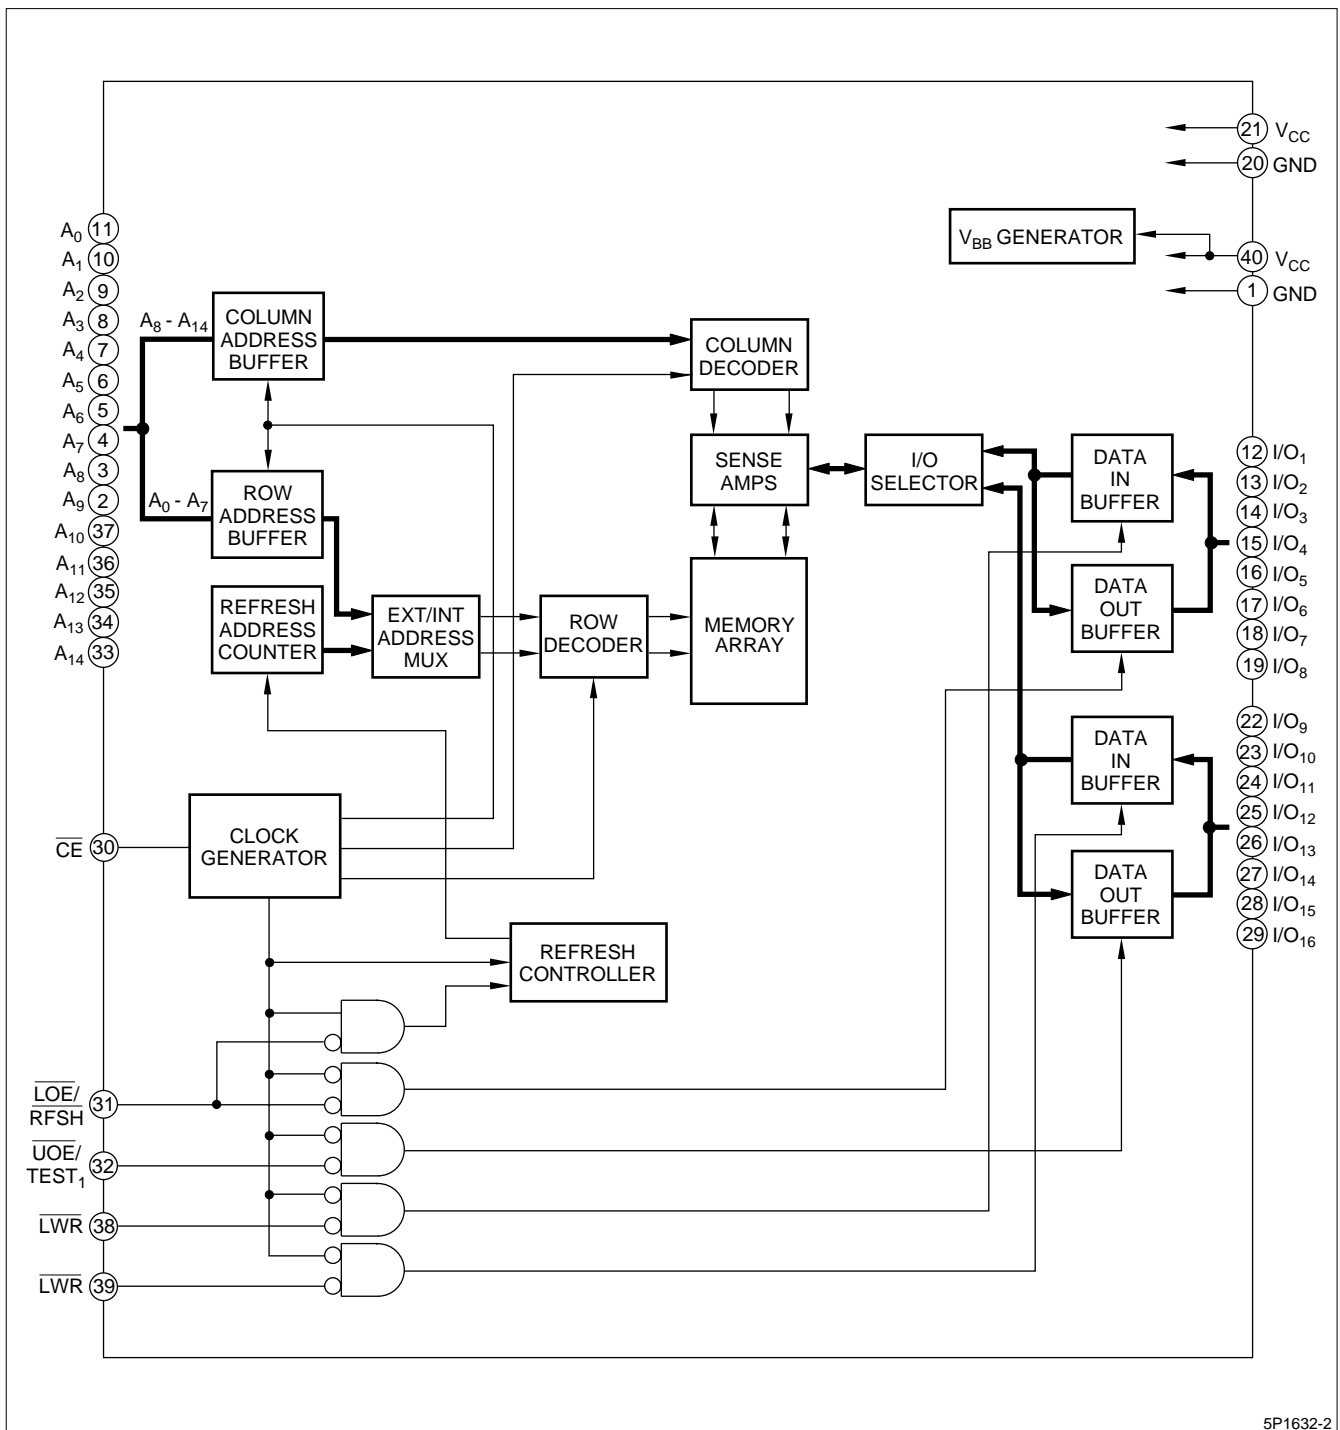 21 VCC
20 GND
VBB GENERATOR
40 VCC
1 GND
A0 11
A1 10
A2 9
A3 8
A4 7
A5 6
A6 5
A7 4
A8 3
A9 2
A10 37
A11 36
A12 35
A13 34
A14 33
A8 - A14
COLUMN
ADDRESS
BUFFER
COLUMN
DECODER
A0 - A7
ROW
ADDRESS
BUFFER
SENSE
AMPS
I/O
SELECTOR
DATA
IN
BUFFER
REFRESH
ADDRESS
COUNTER
EXT/INT
ADDRESS
MUX
ROW
DECODER
MEMORY
ARRAY
DATA
OUT
BUFFER
12 I/O1
13 I/O2
14 I/O3
15 I/O4
16 I/O5
17 I/O6
18 I/O7
19 I/O8
22 I/O9
23 I/O10
24 I/O11
25 I/O12
26 I/O13
27 I/O14
28 I/O15
29 I/O16
DATA
IN
BUFFER
DATA
OUT
BUFFER
CE 30
CLOCK
GENERATOR
REFRESH
CONTROLLER
LOE/
RFSH
31
UOE/
TEST1
32
LWR 38
LWR 39
5P1632-2